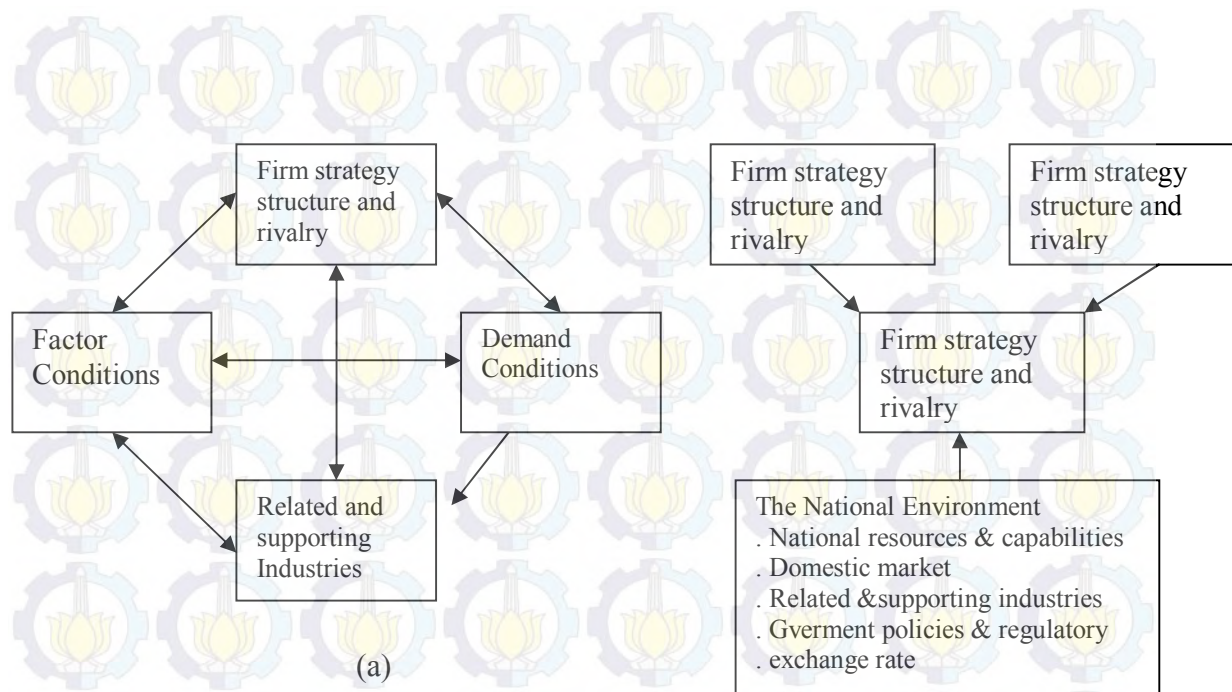 Firm strategy
structure and
rivalry
Factor
Conditions
Demand
Conditions
Related and
supporting
Industries
(a)
Firm strategy
structure and
rivalry
Firm strategy
structure and
rivalry
Firm strategy
structure and
rivalry
The National Environment
. National resources & capabilities
. Domestic market
. Related &supporting industries
. Gverment policies & regulatory
. exchange rate